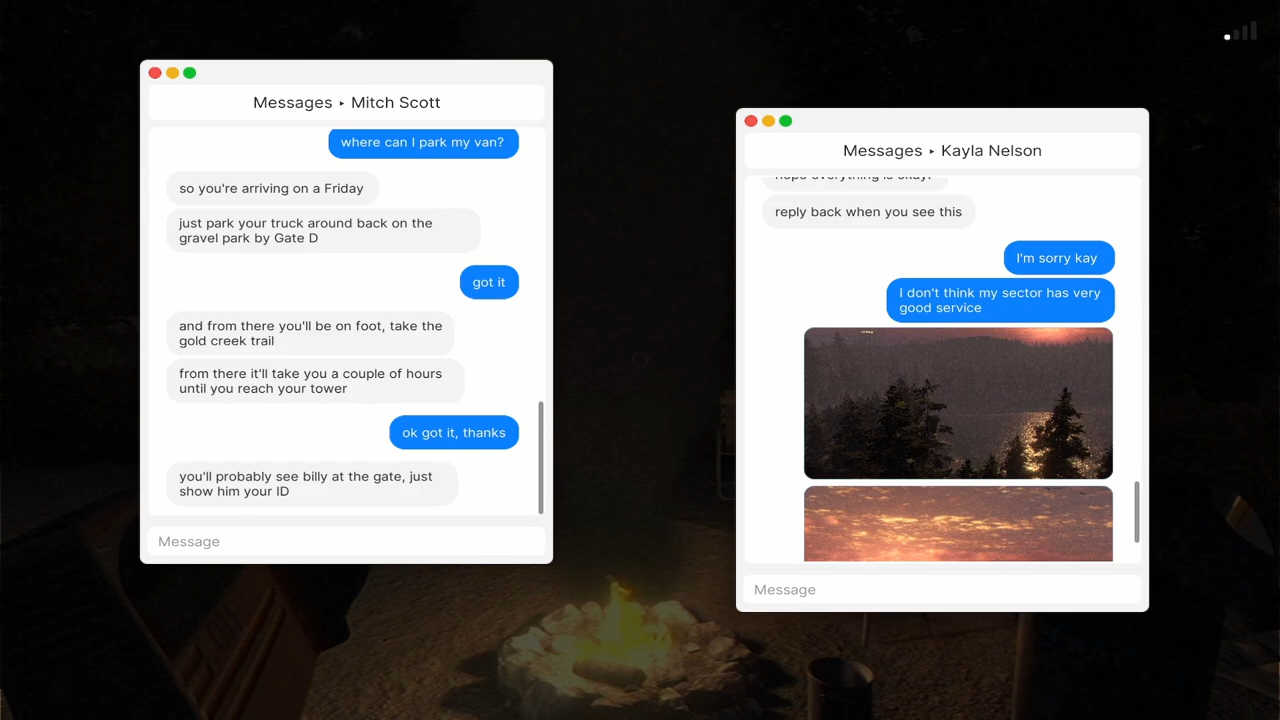 Messages ▸ Mitch Scott
where can I park my van?
so you're arriving on a Friday
just park your truck around back on the
gravel park by Gate D
got it
and from there you'll be on foot, take the
gold creek trail
from there it'll take you a couple of hours
until you reach your tower
ok got it, thanks
you'll probably see billy at the gate, just
show him your ID
Message
Messages ▸ Kayla Nelson
hope everything is okay?
reply back when you see this
I'm sorry kay
I don't think my sector has very
good service
Message